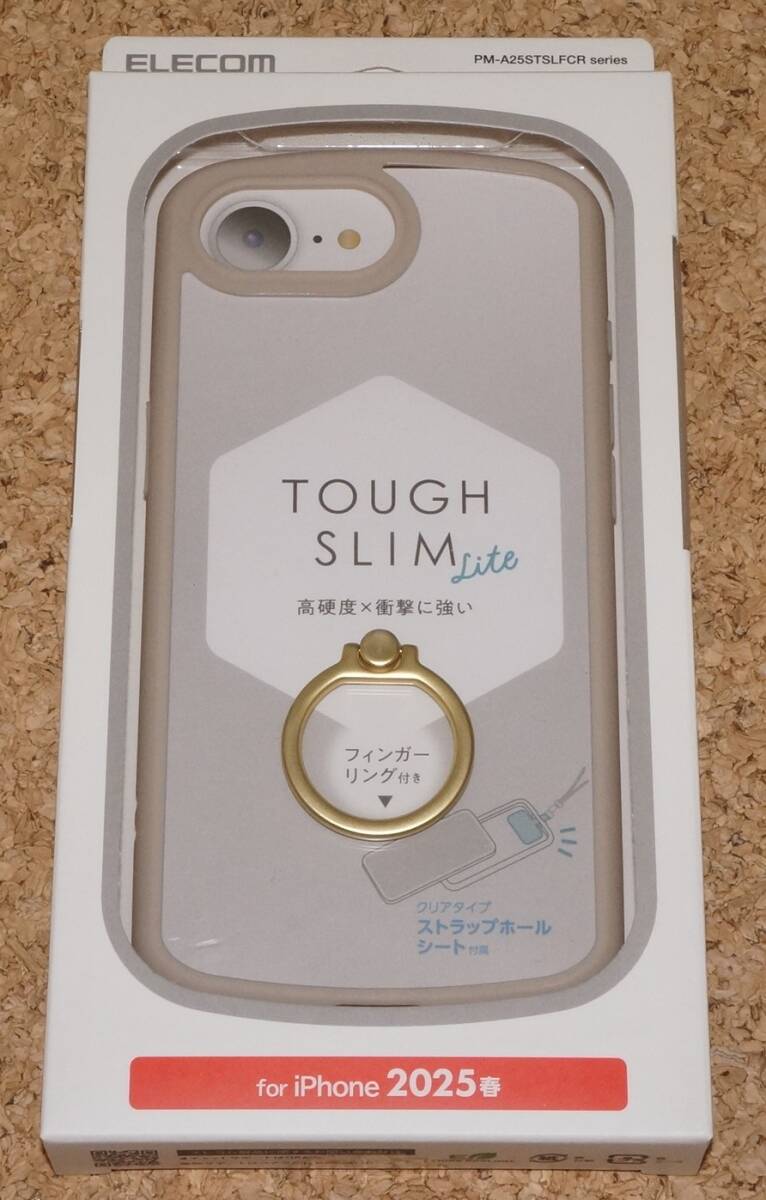 ELECOM
PM-A25STSLFCR series
TOUGH
SLIM
Lite
高硬度×衝撃に強い
フィンガー
リング付き
▼
クリアタイプ
ストラップホール
シート付属
for iPhone 2025春